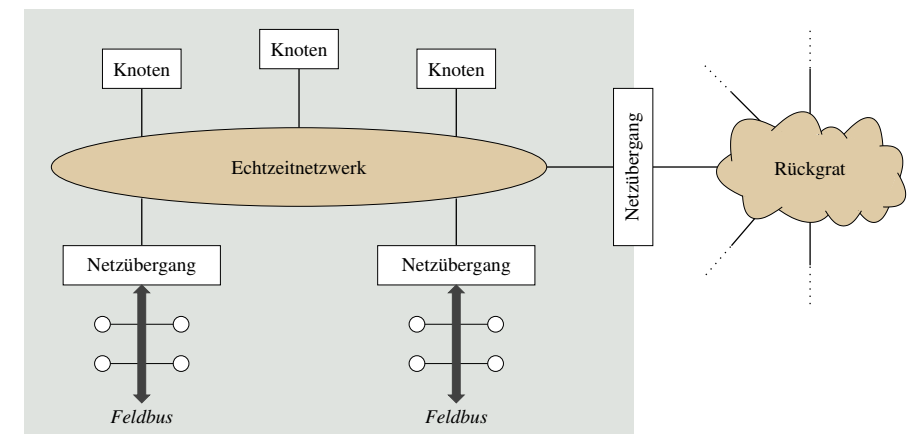 Knoten
Knoten
Knoten
Echtzeitnetzwerk
Netzübergang
Rückgrat
Netzübergang
Netzübergang
Feldbus
Feldbus